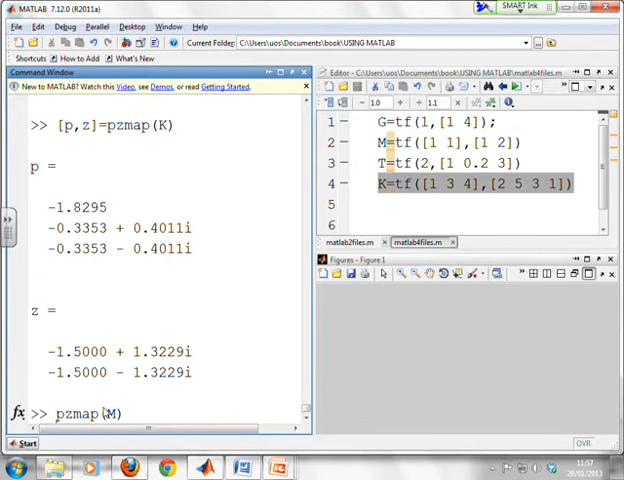 MATLAB 7.12.0 (R2011a)
SMART Ink
File Edit Debug Parallel Desktop Window Help
Current Folder: C:\Users\uos\Documents\book\USING MATLAB
Shortcuts How to Add What's New
Command Window
New to MATLAB? Watch this Video, see Demos, or read Getting Started.
>> [p,z]=pzmap(K)
p =
-1.8295
-0.3353 + 0.4011i
-0.3353 - 0.4011i
z =
-1.5000 + 1.3229i
-1.5000 - 1.3229i
fx >> pzmap(M)
Editor - C:\Users\uos\Documents\book\USING MATLAB\matlab4files.m
- 1.0 + ÷ 1.1 ×
1 G=tf(1,[1 4]);
2 M=tf([1 1],[1 2])
3 T=tf(2,[1 0.2 3])
4 K=tf([1 3 4],[2 5 3 1])
5
6
matlab2files.m × matlab4files.m ×
Figures - Figure 1
Start
OVR
11:57
28/01/2013